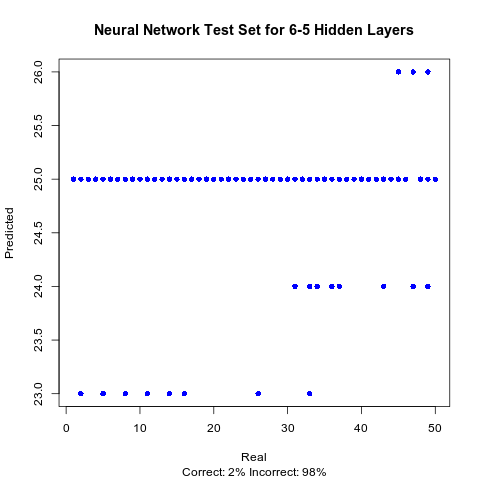 Neural Network Test Set for 6-5 Hidden Layers
Predicted
26.0
25.5
25.0
24.5
24.0
23.5
23.0
0 10 20 30 40 50
Real
Correct: 2% Incorrect: 98%